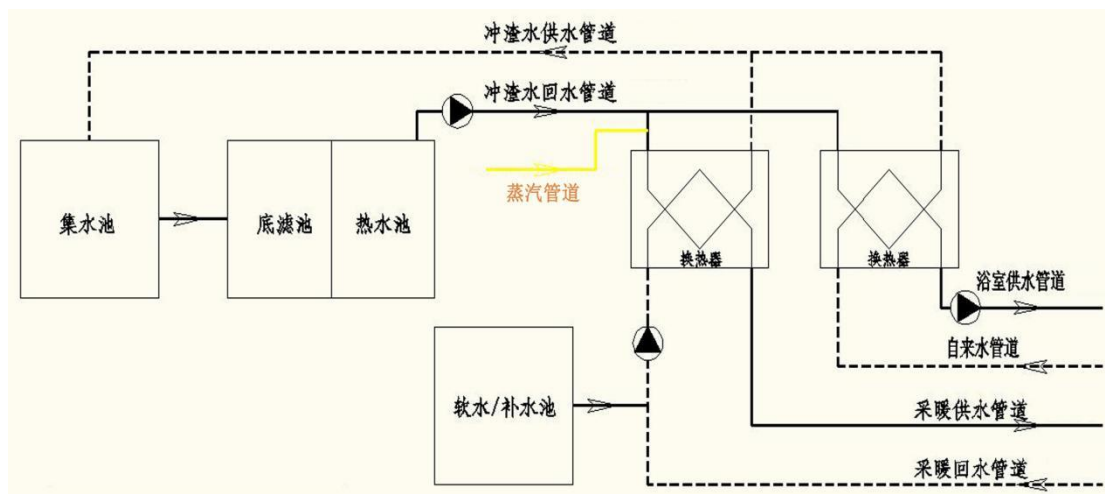 冲渣水供水管道
冲渣水回水管道
蒸汽管道
集水池
底滤池
热水池
换热器
换热器
浴室供水管道
自来水管道
软水/补水池
采暖供水管道
采暖回水管道